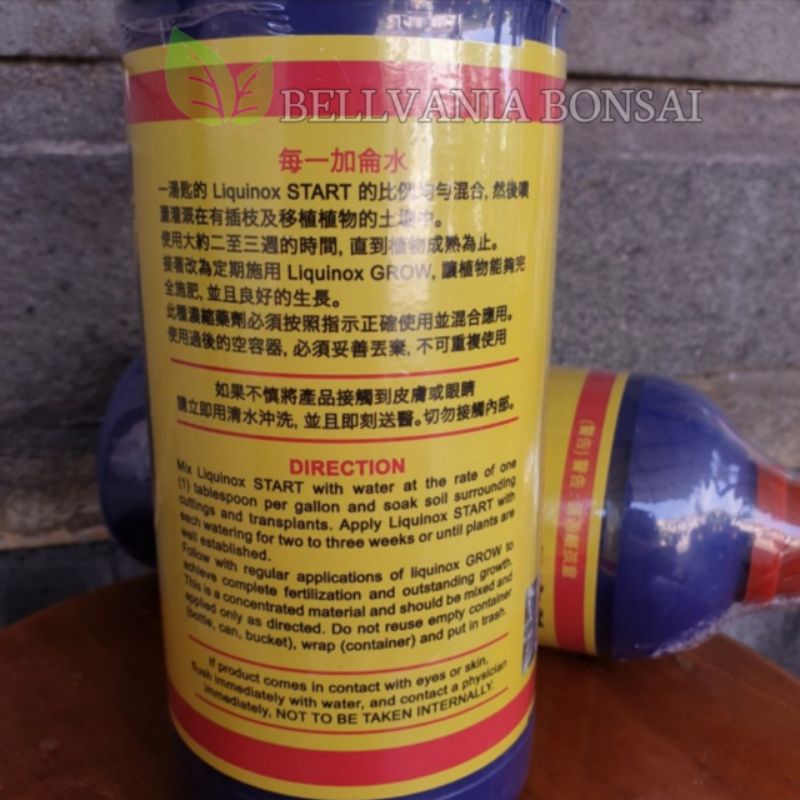 BELLVANIA BONSAI
每一加侖水
一湯匙的 Liquinox START 的比例均勻混合, 然後噴
灑灌溉在有插枝及移植植物的土壤中。
使用大約二至三週的時間, 直到植物成熟為止。
接著改為定期施用 Liquinox GROW, 讓植物能夠完
全施肥, 並且良好的生長。
此種濃縮藥劑必須按照指示正確使用並混合應用。
使用過後的空容器, 必須妥善丟棄, 不可重複使用
如果不慎將產品接觸到皮膚或眼睛
請立即用清水沖洗, 並且即刻送醫。切勿接觸內部。
DIRECTION
Mix Liquinox START with water at the rate of one
(1) tablespoon per gallon and soak soil surrounding
cuttings and transplants. Apply Liquinox START with
each watering for two to three weeks or until plants are
well established.
Follow with regular applications of liquinox GROW to
achieve complete fertilization and outstanding growth.
This is a concentrated material and should be mixed and
applied only as directed. Do not reuse empty container
(bottle, can, bucket), wrap (container) and put in trash.
If product comes in contact with eyes or skin,
flush immediately with water, and contact a physician
immediately, NOT TO BE TAKEN INTERNALLY.
警告: